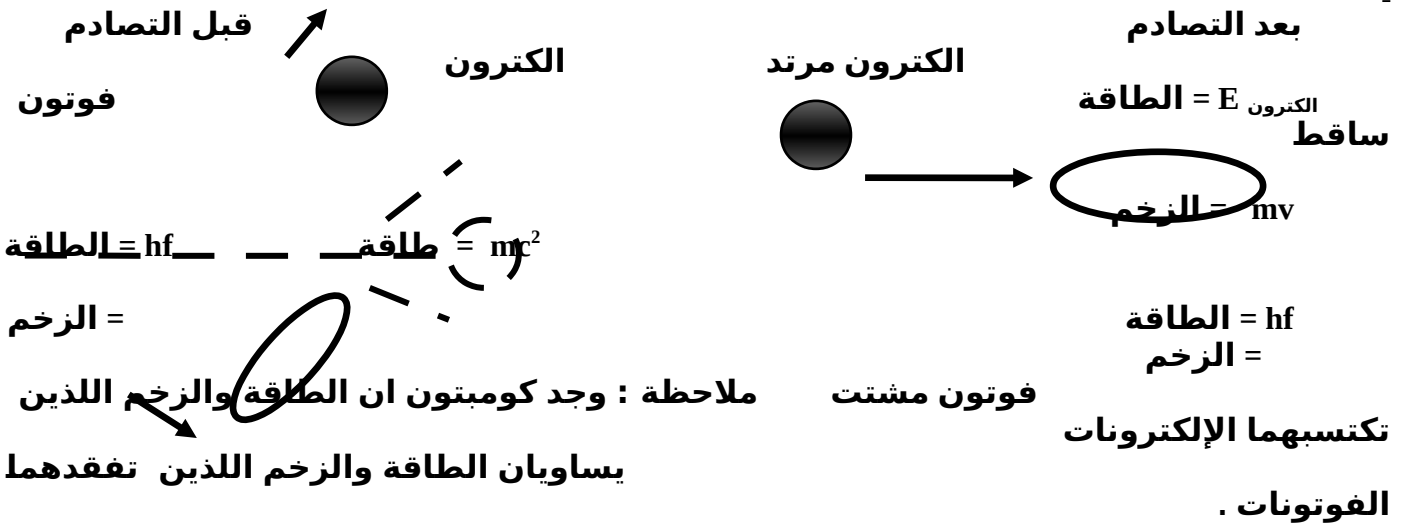 قبل التصادم
بعد التصادم
الكترون
الكترون مرتد
فوتون
الطاقة = E الكترون
ساقط
الزخم = mv
الطاقة = hf
طاقة = mc²
الزخم =
الطاقة = hf
الزخم =
فوتون مشتت
ملاحظة : وجد كومبتون ان الطاقة والزخم اللذين
تكتسبهما الإلكترونات
يساويان الطاقة والزخم اللذين تفقدهما
الفوتونات .